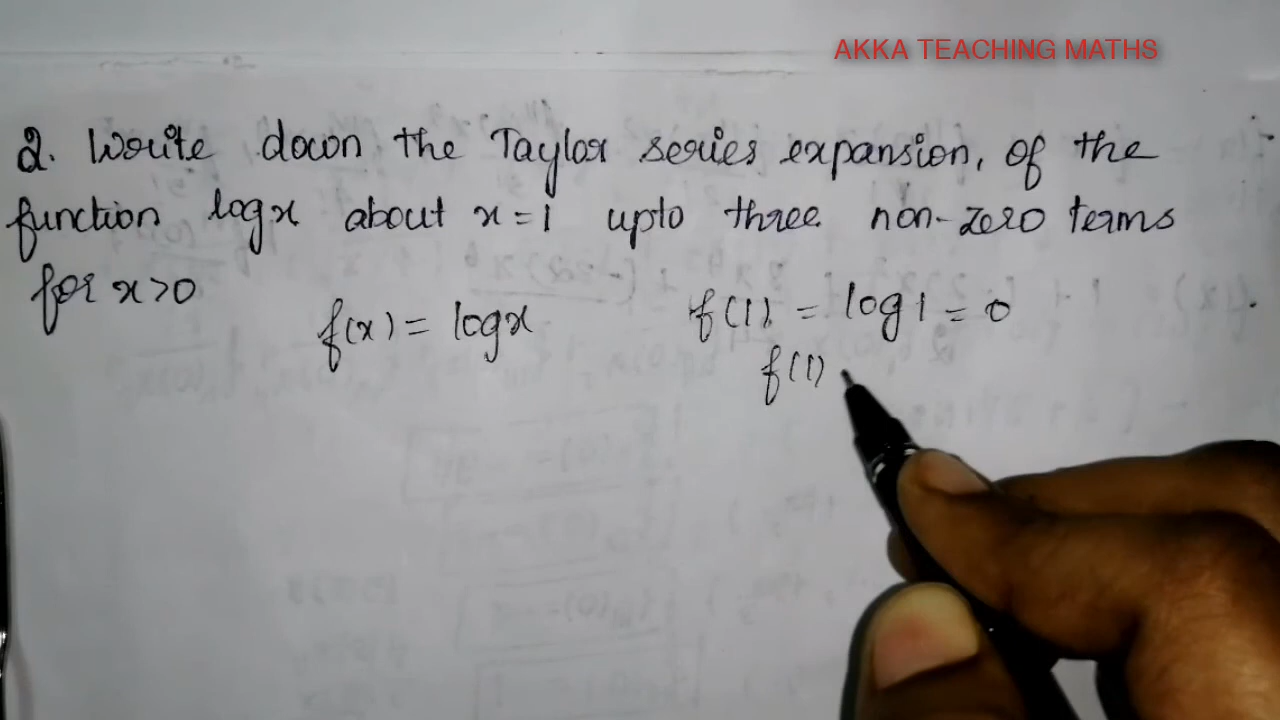 AKKA TEACHING MATHS
2. Write down the Taylor series expansion, of the
function log x about x = 1 upto three non-zero terms
for x > 0
f(x) = log x f(1) = log 1 = 0
f(1)